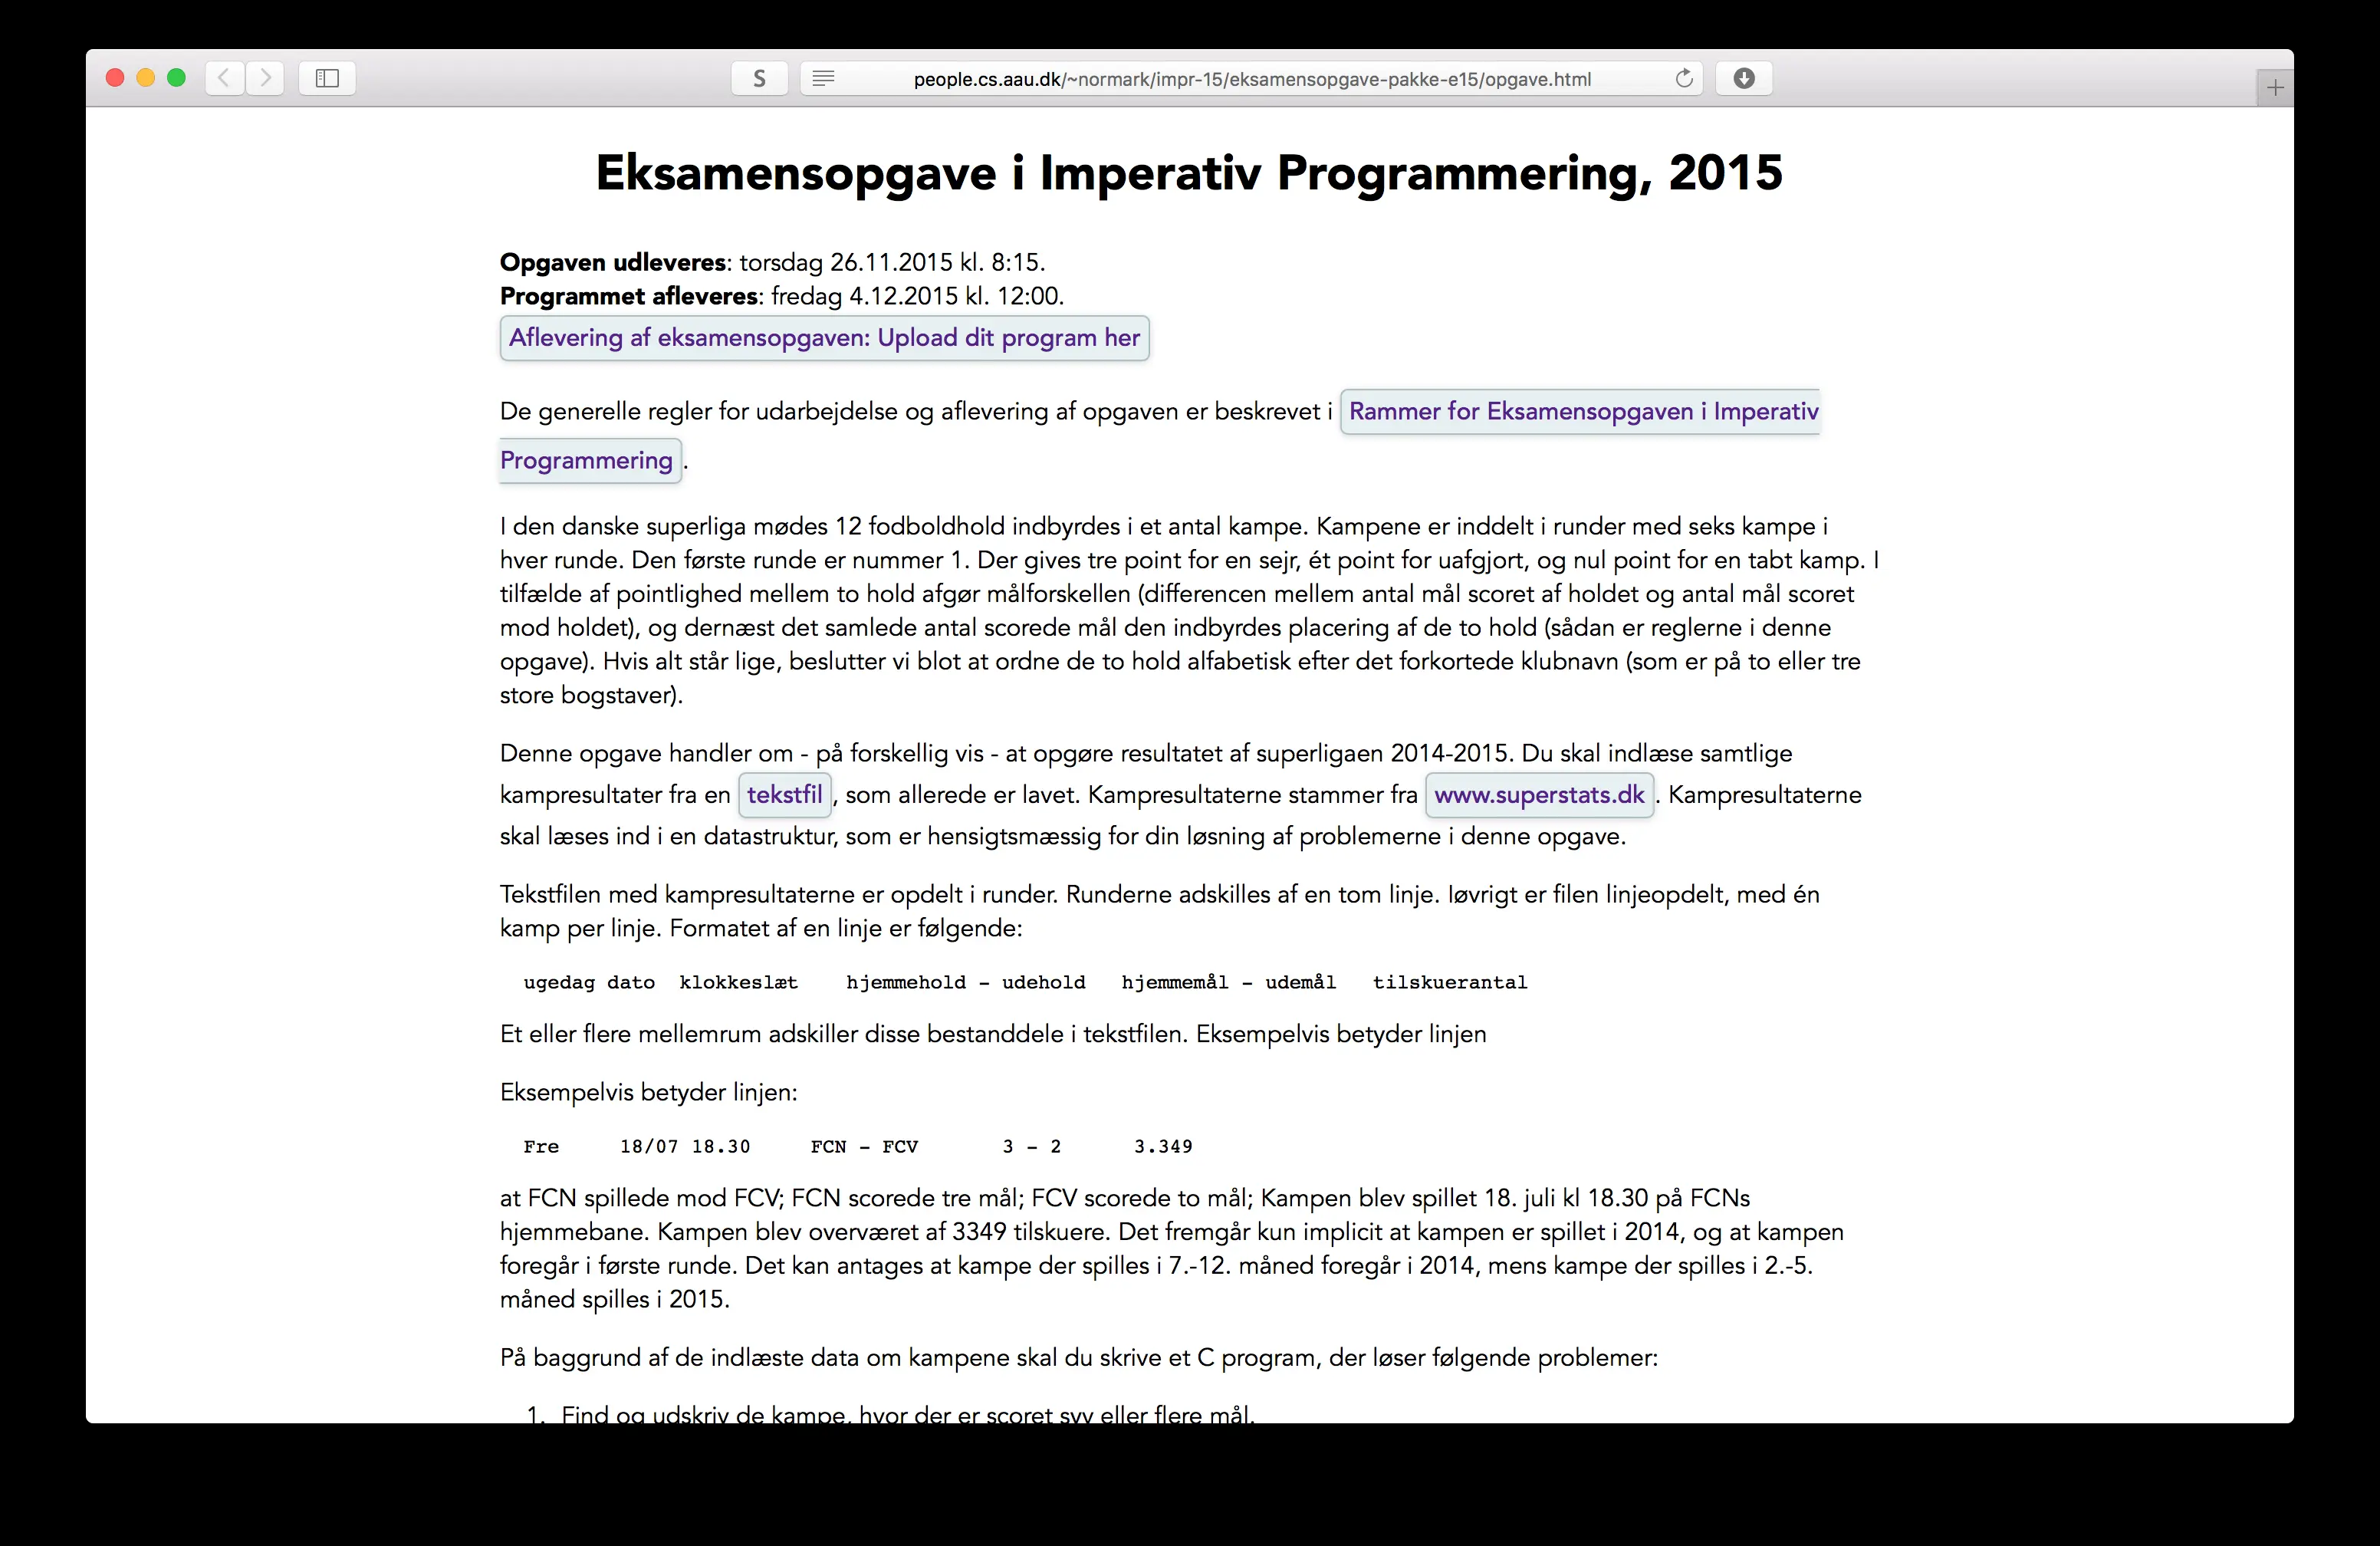 S
people.cs.aau.dk/~normark/impr-15/eksamensopgave-pakke-e15/opgave.html
Eksamensopgave i Imperativ Programmering, 2015
Opgaven udleveres: torsdag 26.11.2015 kl. 8:15.
Programmet afleveres: fredag 4.12.2015 kl. 12:00.
Aflevering af eksamensopgaven: Upload dit program her
De generelle regler for udarbejdelse og aflevering af opgaven er beskrevet i Rammer for Eksamensopgaven i Imperativ
Programmering .
I den danske superliga mødes 12 fodboldhold indbyrdes i et antal kampe. Kampene er inddelt i runder med seks kampe i
hver runde. Den første runde er nummer 1. Der gives tre point for en sejr, ét point for uafgjort, og nul point for en tabt kamp. I
tilfælde af pointlighed mellem to hold afgør målforskellen (differencen mellem antal mål scoret af holdet og antal mål scoret
mod holdet), og dernæst det samlede antal scorede mål den indbyrdes placering af de to hold (sådan er reglerne i denne
opgave). Hvis alt står lige, beslutter vi blot at ordne de to hold alfabetisk efter det forkortede klubnavn (som er på to eller tre
store bogstaver).
Denne opgave handler om - på forskellig vis - at opgøre resultatet af superligaen 2014-2015. Du skal indlæse samtlige
kampresultater fra en tekstfil , som allerede er lavet. Kampresultaterne stammer fra www.superstats.dk . Kampresultaterne
skal læses ind i en datastruktur, som er hensigtsmæssig for din løsning af problemerne i denne opgave.
Tekstfilen med kampresultaterne er opdelt i runder. Runderne adskilles af en tom linje. Iøvrigt er filen linjeopdelt, med én
kamp per linje. Formatet af en linje er følgende:
ugedag dato klokkeslæt hjemmehold - udehold hjemmemål - udemål tilskuerantal
Et eller flere mellemrum adskiller disse bestanddele i tekstfilen. Eksempelvis betyder linjen
Eksempelvis betyder linjen:
Fre 18/07 18.30 FCN - FCV 3 - 2 3.349
at FCN spillede mod FCV; FCN scorede tre mål; FCV scorede to mål; Kampen blev spillet 18. juli kl 18.30 på FCNs
hjemmebane. Kampen blev overværet af 3349 tilskuere. Det fremgår kun implicit at kampen er spillet i 2014, og at kampen
foregår i første runde. Det kan antages at kampe der spilles i 7.-12. måned foregår i 2014, mens kampe der spilles i 2.-5.
måned spilles i 2015.
På baggrund af de indlæste data om kampene skal du skrive et C program, der løser følgende problemer:
1. Find og udskriv de kampe, hvor der er scoret syv eller flere mål.